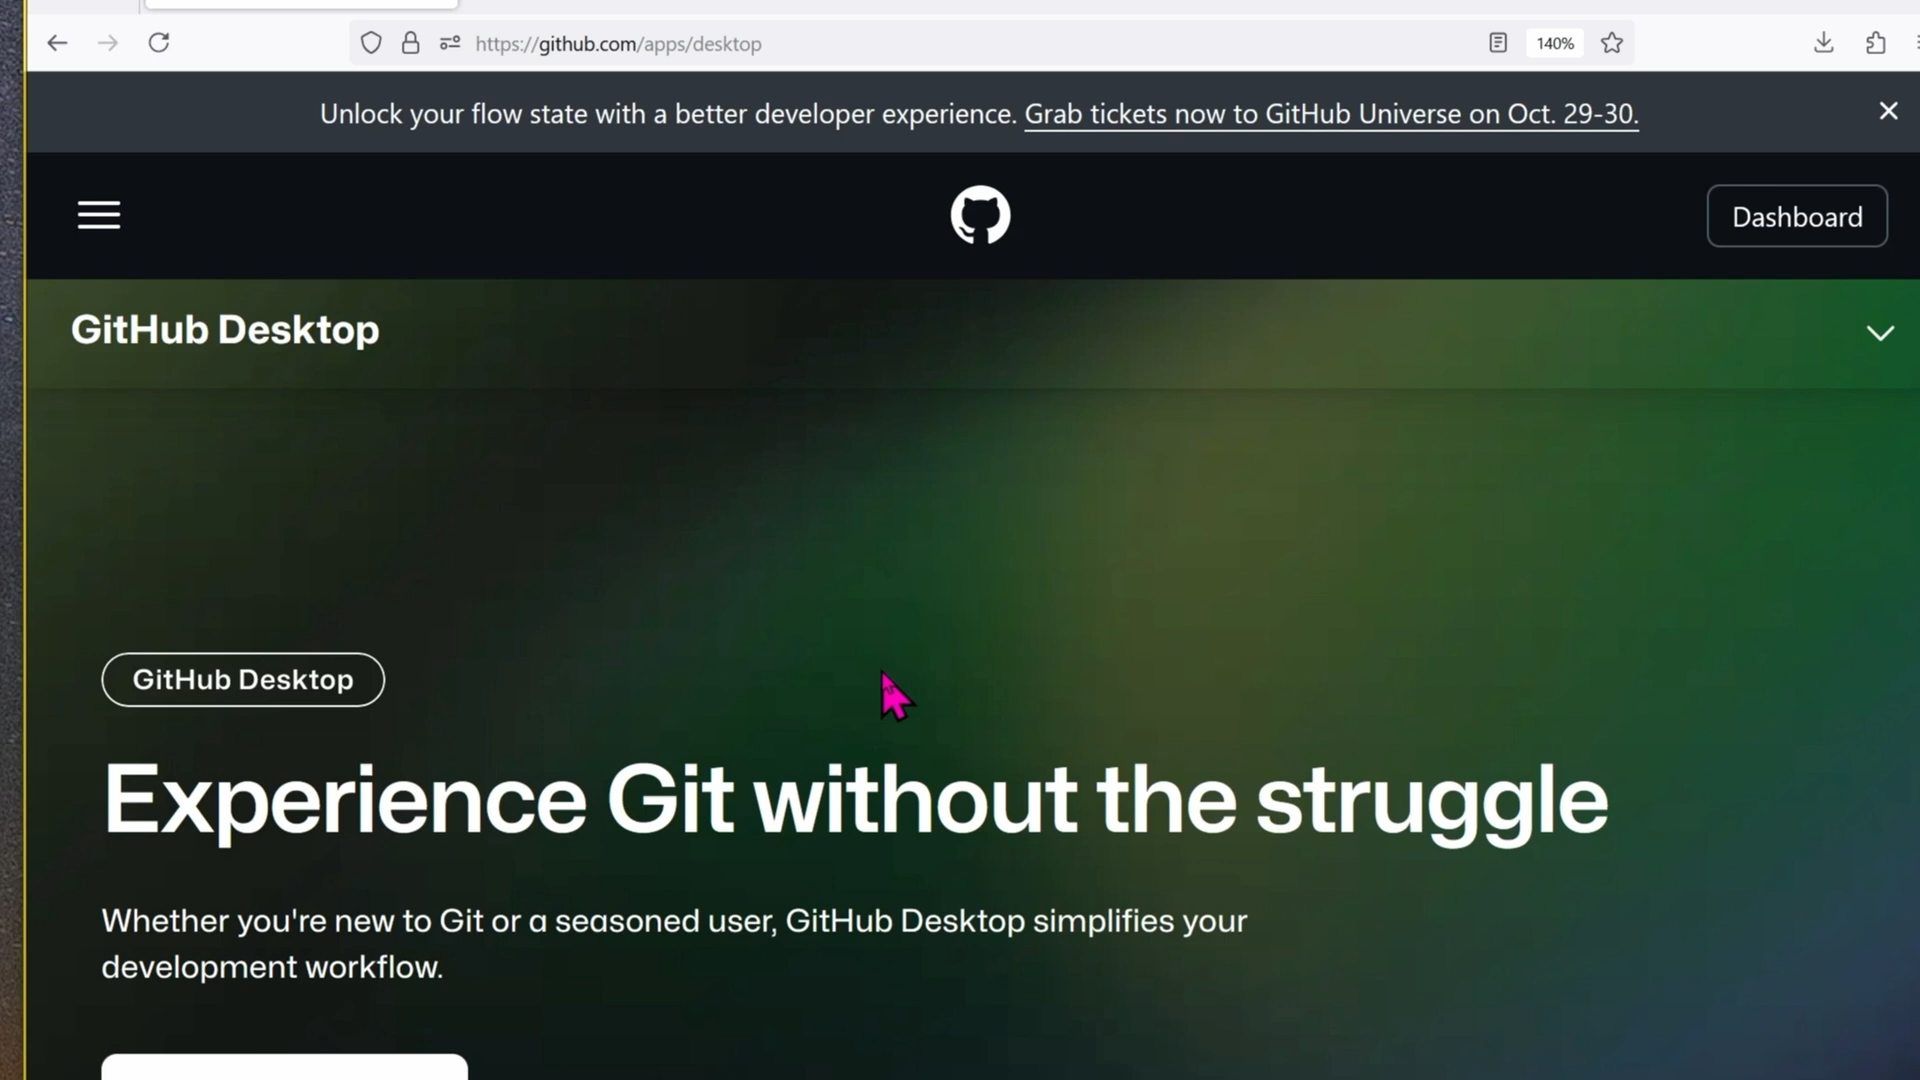 https://github.com/apps/desktop
140%
Unlock your flow state with a better developer experience. Grab tickets now to GitHub Universe on Oct. 29-30.
Dashboard
GitHub Desktop
GitHub Desktop
Experience Git without the struggle
Whether you're new to Git or a seasoned user, GitHub Desktop simplifies your
development workflow.